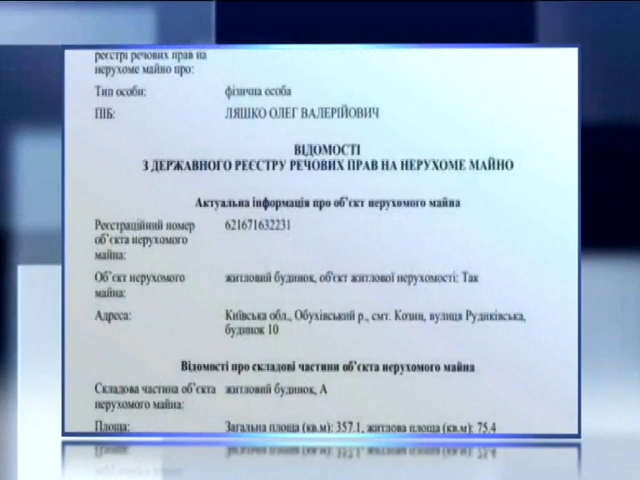 реєстрі речових прав на
нерухоме майно про:
Тип особи: фізична особа
ПІБ: ЛЯШКО ОЛЕГ ВАЛЕРІЙОВИЧ
ВІДОМОСТІ
З ДЕРЖАВНОГО РЕЄСТРУ РЕЧОВИХ ПРАВ НА НЕРУХОМЕ МАЙНО
Актуальна інформація про об'єкт нерухомого майна
Реєстраційний номер 621671632231
об'єкта нерухомого
майна:
Об'єкт нерухомого житловий будинок, об'єкт житлової нерухомості: Так
майна:
Адреса: Київська обл., Обухівський р., смт. Козин, вулиця Рудиківська,
будинок 10
Відомості про складові частини об'єкта нерухомого майна
Складова частина об'єкта житловий будинок, А
нерухомого майна:
Площа: Загальна площа (кв.м): 357.1, житлова площа (кв.м): 75.4